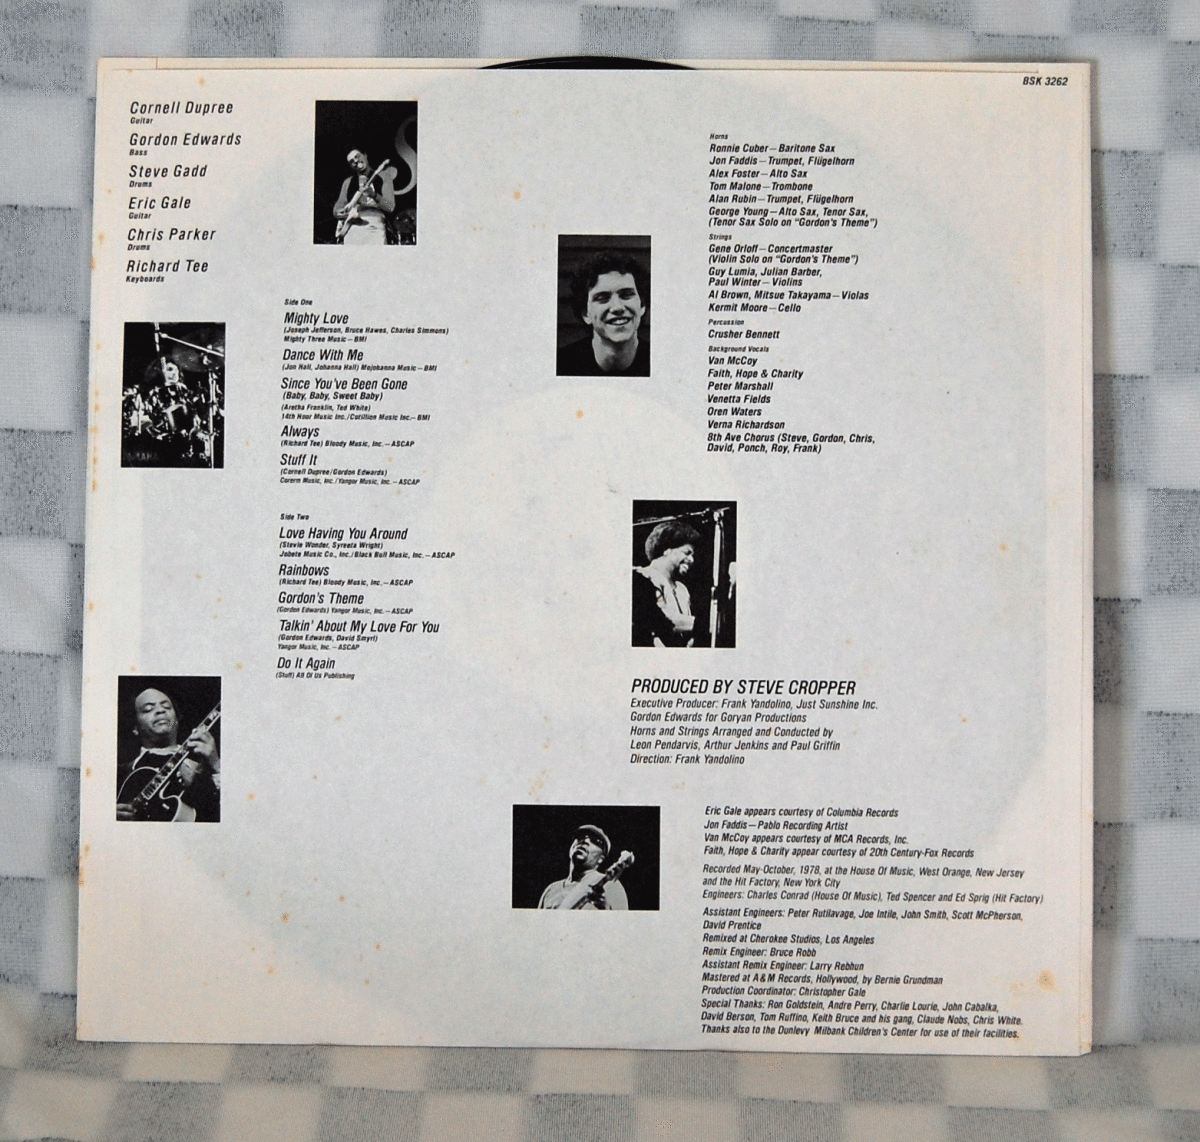 BSK 3262
Cornell Dupree
Guitar
Gordon Edwards
Bass
Steve Gadd
Drums
Eric Gale
Guitar
Chris Parker
Drums
Richard Tee
Keyboards
Side One
Mighty Love
(Joseph Jefferson, Bruce Hawes, Charles Simmons)
Mighty Three Music—BMI
Dance With Me
(Jon Hall, Johanna Hall) Mojohanna Music—BMI
Since You've Been Gone
(Baby, Baby, Sweet Baby)
(Aretha Franklin, Ted White)
14th Hour Music Inc./Cotillion Music Inc.—BMI
Always
(Richard Tee) Bloody Music, Inc.—ASCAP
Stuff It
(Cornell Dupree/Gordon Edwards)
Corerm Music, Inc./Yangor Music, Inc.—ASCAP
Side Two
Love Having You Around
(Stevie Wonder, Syreeta Wright)
Jobete Music Co., Inc./Black Bull Music, Inc.—ASCAP
Rainbows
(Richard Tee) Bloody Music, Inc.—ASCAP
Gordon's Theme
(Gordon Edwards) Yangor Music, Inc.—ASCAP
Talkin' About My Love For You
(Gordon Edwards, David Smyrl)
Yangor Music, Inc.—ASCAP
Do It Again
(Stuff) All Of Us Publishing
Horns
Ronnie Cuber—Baritone Sax
Jon Faddis—Trumpet, Flügelhorn
Alex Foster—Alto Sax
Tom Malone—Trombone
Alan Rubin—Trumpet, Flügelhorn
George Young—Alto Sax, Tenor Sax,
(Tenor Sax Solo on "Gordon's Theme")
Strings
Gene Orloff—Concertmaster
(Violin Solo on "Gordon's Theme")
Guy Lumia, Julian Barber,
Paul Winter—Violins
Al Brown, Mitsue Takayama—Violas
Kermit Moore—Cello
Percussion
Crusher Bennett
Background Vocals
Van McCoy
Faith, Hope & Charity
Peter Marshall
Venetta Fields
Oren Waters
Verna Richardson
8th Ave Chorus (Steve, Gordon, Chris,
David, Ponch, Roy, Frank)
PRODUCED BY STEVE CROPPER
Executive Producer: Frank Yandolino, Just Sunshine Inc.
Gordon Edwards for Goryan Productions
Horns and Strings Arranged and Conducted by
Leon Pendarvis, Arthur Jenkins and Paul Griffin
Direction: Frank Yandolino
Eric Gale appears courtesy of Columbia Records
Jon Faddis—Pablo Recording Artist
Van McCoy appears courtesy of MCA Records, Inc.
Faith, Hope & Charity appear courtesy of 20th Century-Fox Records
Recorded May-October, 1978, at the House Of Music, West Orange, New Jersey
and the Hit Factory, New York City
Engineers: Charles Conrad (House Of Music), Ted Spencer and Ed Sprig (Hit Factory)
Assistant Engineers: Peter Rutilavage, Joe Intile, John Smith, Scott McPherson,
David Prentice
Remixed at Cherokee Studios, Los Angeles
Remix Engineer: Bruce Robb
Assistant Remix Engineer: Larry Rebhun
Mastered at A&M Records, Hollywood, by Bernie Grundman
Production Coordinator: Christopher Gale
Special Thanks: Ron Goldstein, Andre Perry, Charlie Lourie, John Cabalka,
David Berson, Tom Ruffino, Keith Bruce and his gang, Claude Nobs, Chris White.
Thanks also to the Dunlevy Milbank Children's Center for use of their facilities.